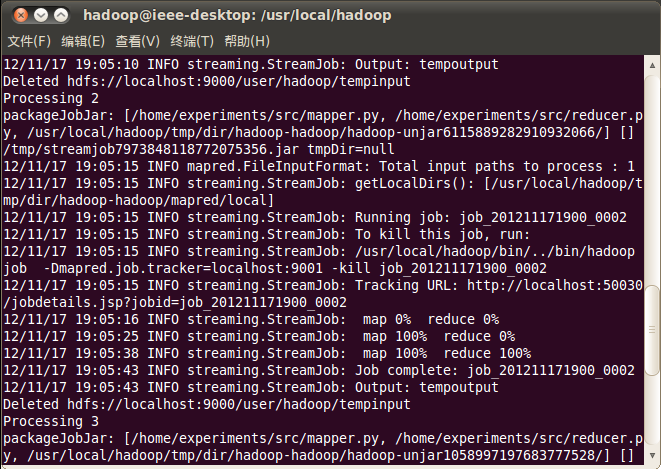 hadoop@ieee-desktop: /usr/local/hadoop
文件(F) 编辑(E) 查看(V) 终端(T) 帮助(H)
12/11/17 19:05:10 INFO streaming.StreamJob: Output: tempoutput
Deleted hdfs://localhost:9000/user/hadoop/tempinput
Processing 2
packageJobJar: [/home/experiments/src/mapper.py, /home/experiments/src/reducer.p
y, /usr/local/hadoop/tmp/dir/hadoop-hadoop/hadoop-unjar6115889282910932066/] []
/tmp/streamjob7973848118772075356.jar tmpDir=null
12/11/17 19:05:15 INFO mapred.FileInputFormat: Total input paths to process : 1
12/11/17 19:05:15 INFO streaming.StreamJob: getLocalDirs(): [/usr/local/hadoop/t
mp/dir/hadoop-hadoop/mapred/local]
12/11/17 19:05:15 INFO streaming.StreamJob: Running job: job_201211171900_0002
12/11/17 19:05:15 INFO streaming.StreamJob: To kill this job, run:
12/11/17 19:05:15 INFO streaming.StreamJob: /usr/local/hadoop/bin/../bin/hadoop
job  -Dmapred.job.tracker=localhost:9001 -kill job_201211171900_0002
12/11/17 19:05:15 INFO streaming.StreamJob: Tracking URL: http://localhost:50030
/jobdetails.jsp?jobid=job_201211171900_0002
12/11/17 19:05:16 INFO streaming.StreamJob:  map 0%  reduce 0%
12/11/17 19:05:25 INFO streaming.StreamJob:  map 100%  reduce 0%
12/11/17 19:05:38 INFO streaming.StreamJob:  map 100%  reduce 100%
12/11/17 19:05:43 INFO streaming.StreamJob: Job complete: job_201211171900_0002
12/11/17 19:05:43 INFO streaming.StreamJob: Output: tempoutput
Deleted hdfs://localhost:9000/user/hadoop/tempinput
Processing 3
packageJobJar: [/home/experiments/src/mapper.py, /home/experiments/src/reducer.p
y, /usr/local/hadoop/tmp/dir/hadoop-hadoop/hadoop-unjar1058997197683777528/] []